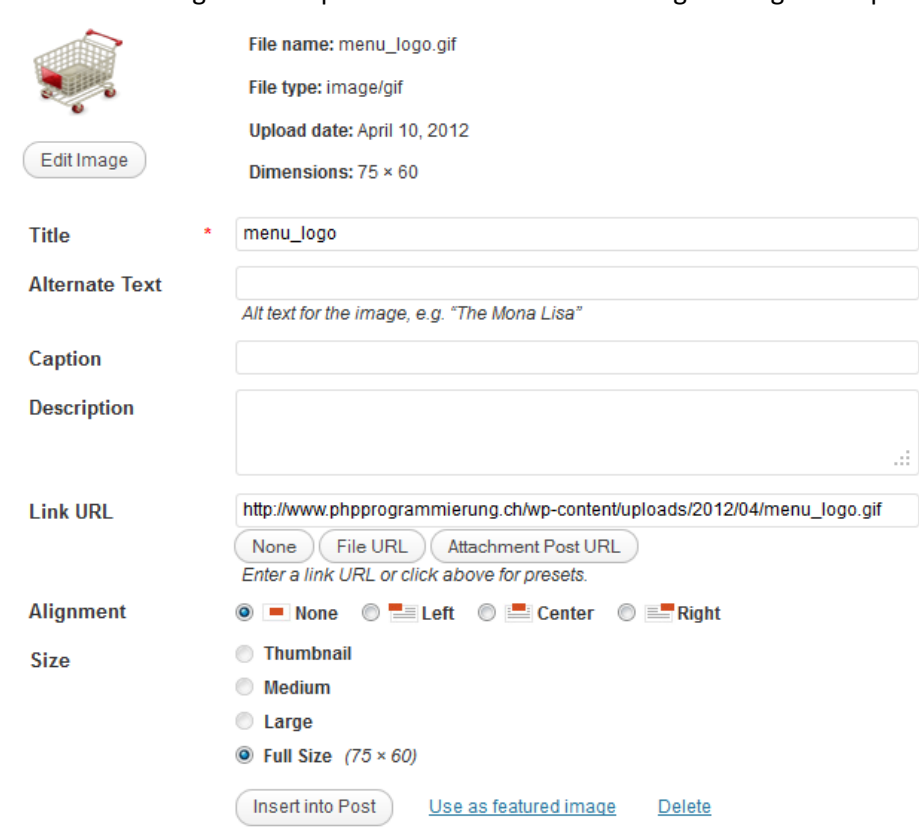 File name: menu_logo.gif
File type: image/gif
Upload date: April 10, 2012
Edit Image
Dimensions: 75 × 60
Title * menu_logo
Alternate Text
Alt text for the image, e.g. “The Mona Lisa”
Caption
Description
Link URL http://www.phpprogrammierung.ch/wp-content/uploads/2012/04/menu_logo.gif
None File URL Attachment Post URL
Enter a link URL or click above for presets.
Alignment None Left Center Right
Size Thumbnail
Medium
Large
Full Size (75 × 60)
Insert into Post Use as featured image Delete